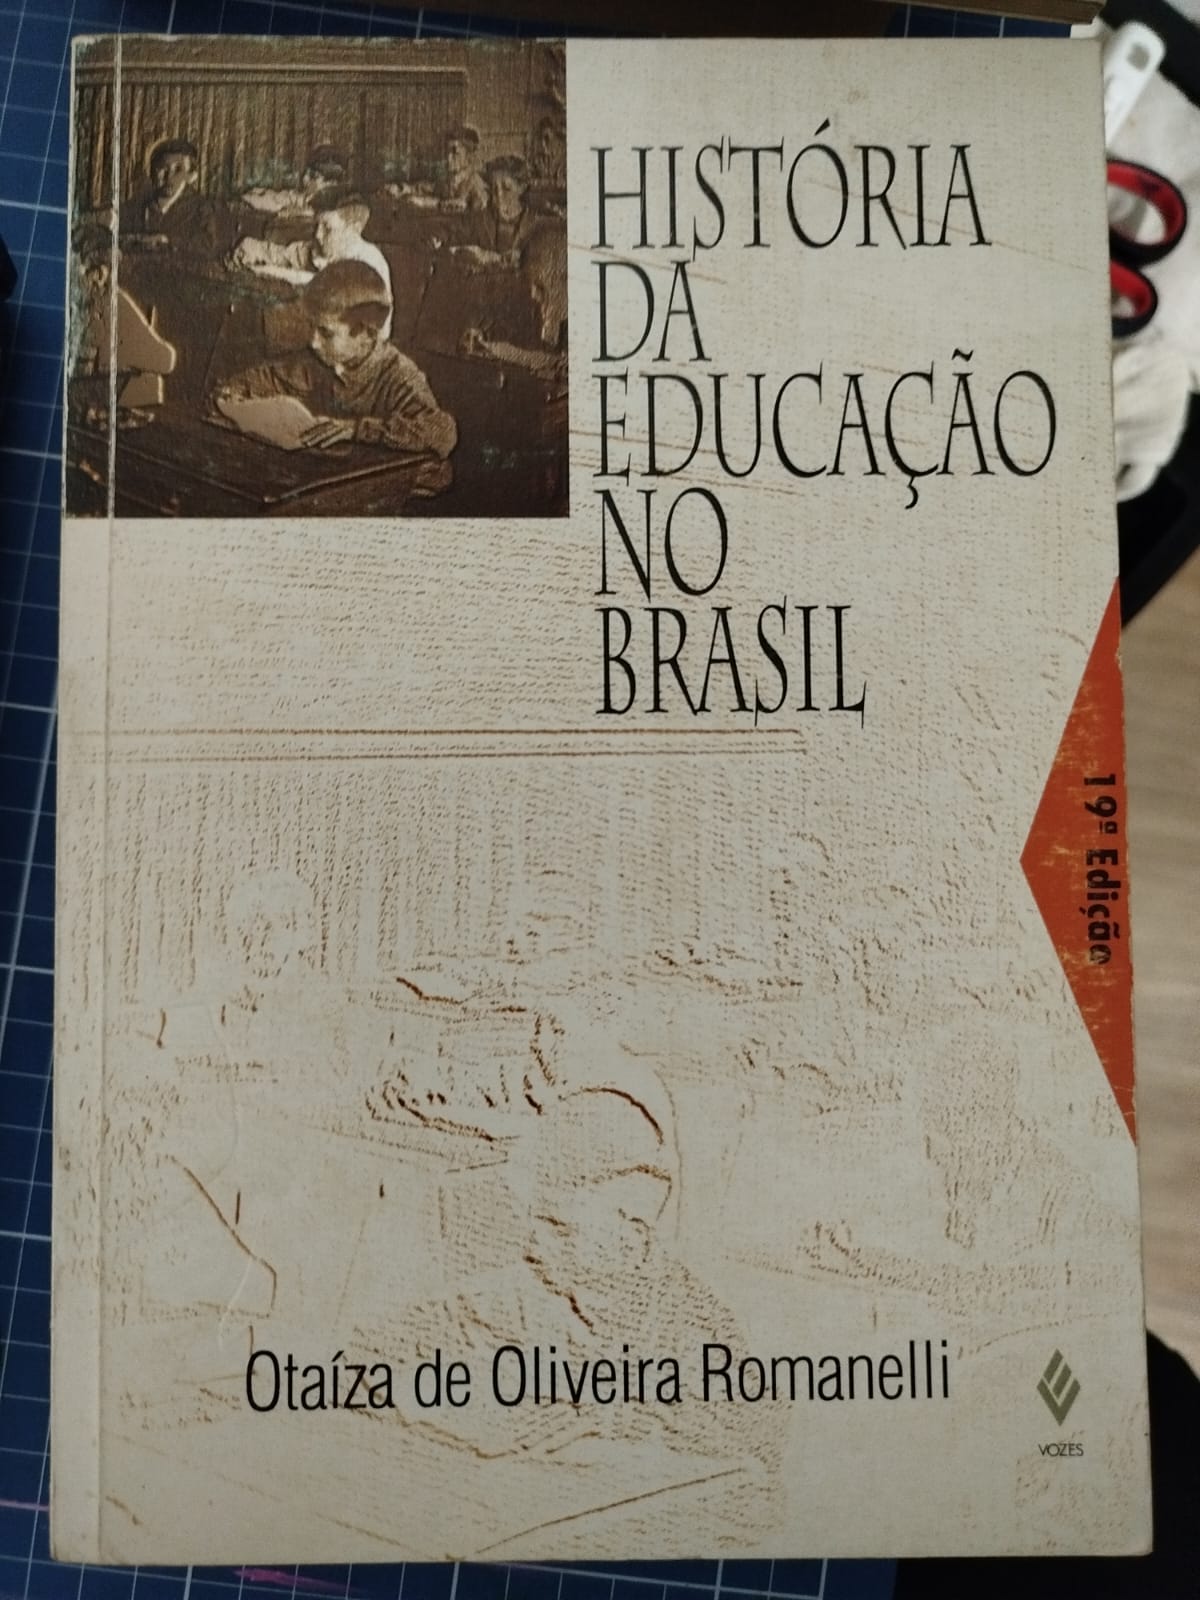 HISTÓRIA
DA
EDUCAÇÃO
NO
BRASIL
19ª Edição
Otaíza de Oliveira Romanelli
VOZES